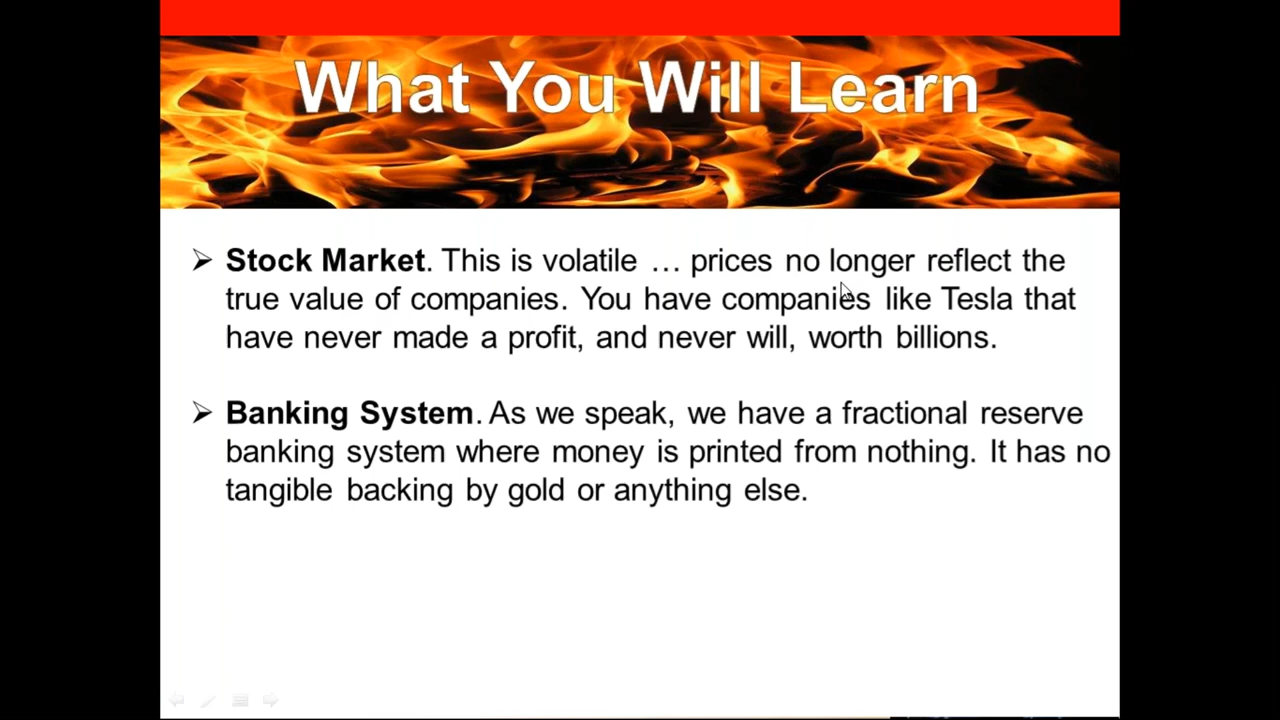 What You Will Learn
➢ Stock Market. This is volatile … prices no longer reflect the
true value of companies. You have companies like Tesla that
have never made a profit, and never will, worth billions.
➢ Banking System. As we speak, we have a fractional reserve
banking system where money is printed from nothing. It has no
tangible backing by gold or anything else.